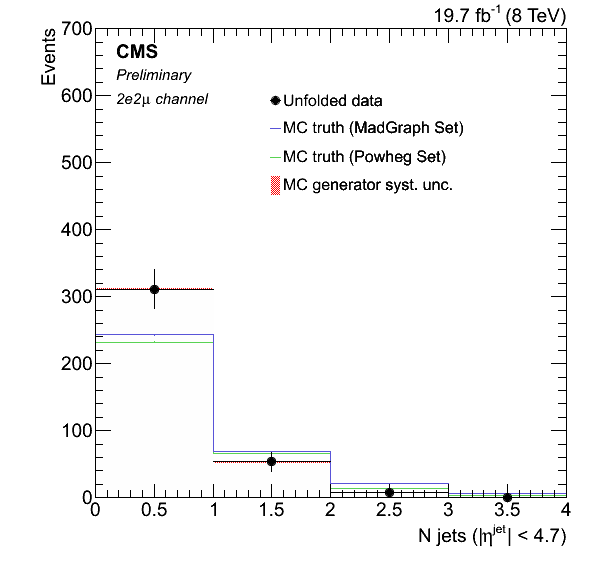 19.7 fb⁻¹ (8 TeV)
Events
CMS
Preliminary
2e2μ channel
Unfolded data
MC truth (MadGraph Set)
MC truth (Powheg Set)
MC generator syst. unc.
700
600
500
400
300
200
100
0
0 0.5 1 1.5 2 2.5 3 3.5 4
N jets (|η^jet| < 4.7)